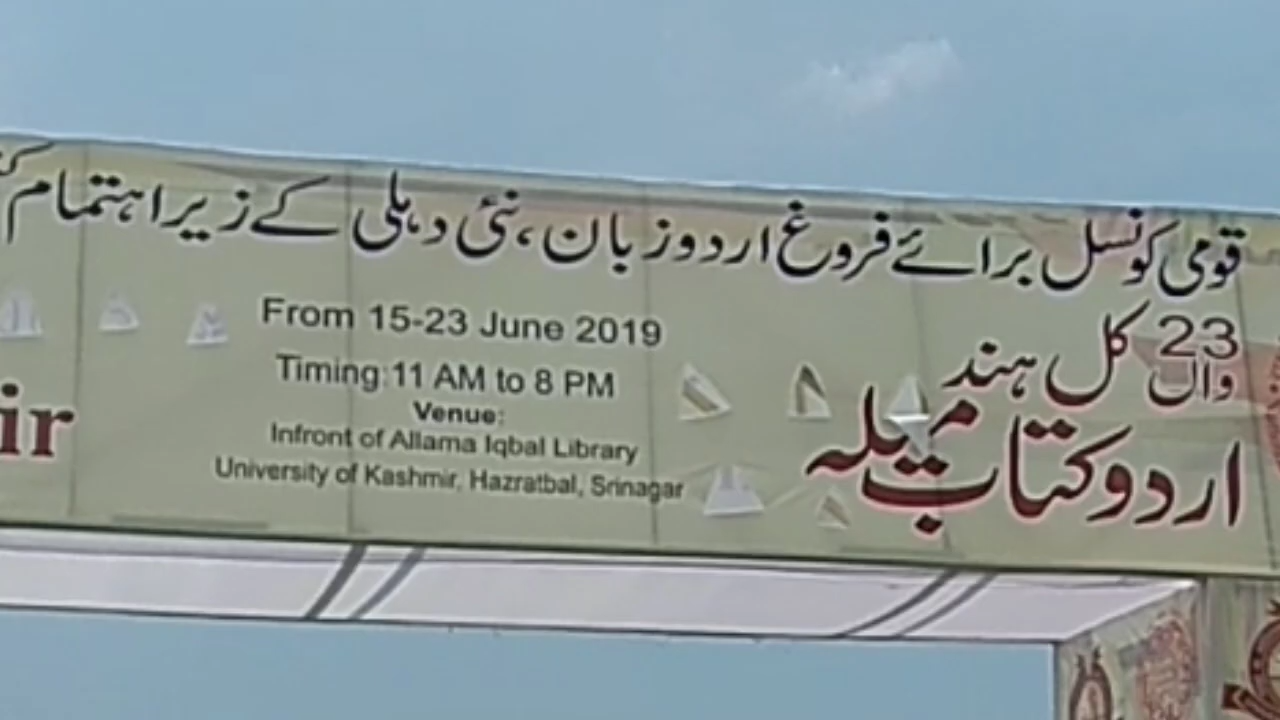 قومی کونسل برائے فروغ اردو زبان، نئی دہلی کے زیر اہتمام
23 واں کل ہند
اردو کتاب میلہ
From 15-23 June 2019
Timing:11 AM to 8 PM
Venue:
Infront of Allama Iqbal Library
University of Kashmir, Hazratbal, Srinagar
ir